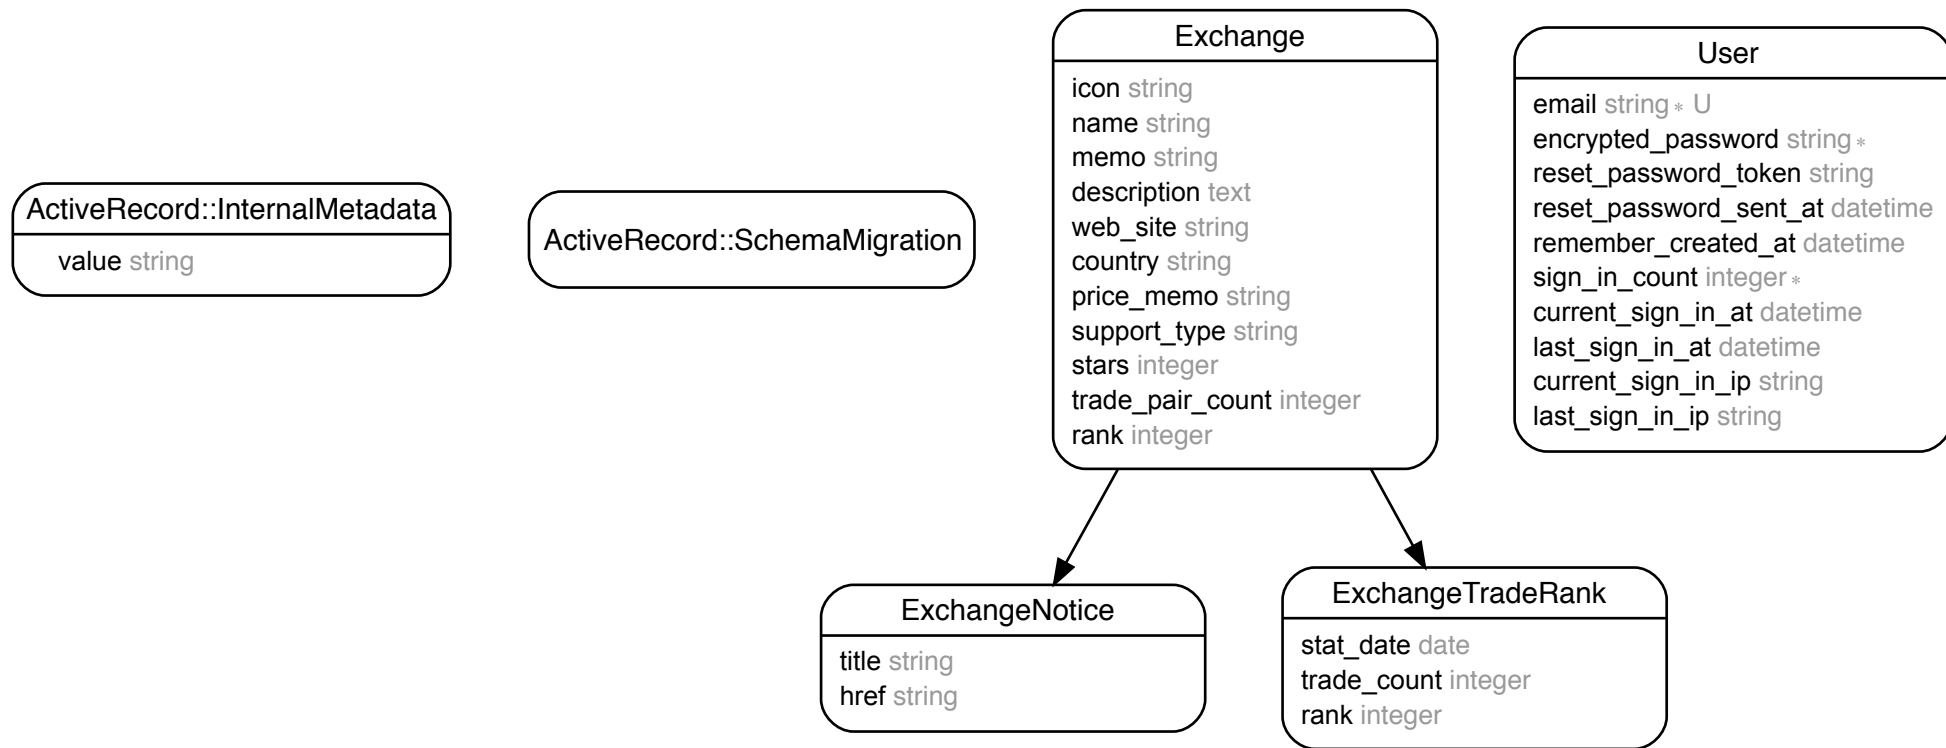 ActiveRecord::InternalMetadata
value string
ActiveRecord::SchemaMigration
Exchange
icon string
name string
memo string
description text
web_site string
country string
price_memo string
support_type string
stars integer
trade_pair_count integer
rank integer
User
email string * U
encrypted_password string *
reset_password_token string
reset_password_sent_at datetime
remember_created_at datetime
sign_in_count integer *
current_sign_in_at datetime
last_sign_in_at datetime
current_sign_in_ip string
last_sign_in_ip string
ExchangeNotice
title string
href string
ExchangeTradeRank
stat_date date
trade_count integer
rank integer